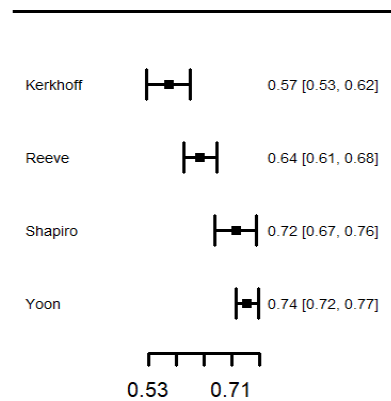 Kerkhoff 0.57 [0.53, 0.62]
Reeve 0.64 [0.61, 0.68]
Shapiro 0.72 [0.67, 0.76]
Yoon 0.74 [0.72, 0.77]
0.53 0.71